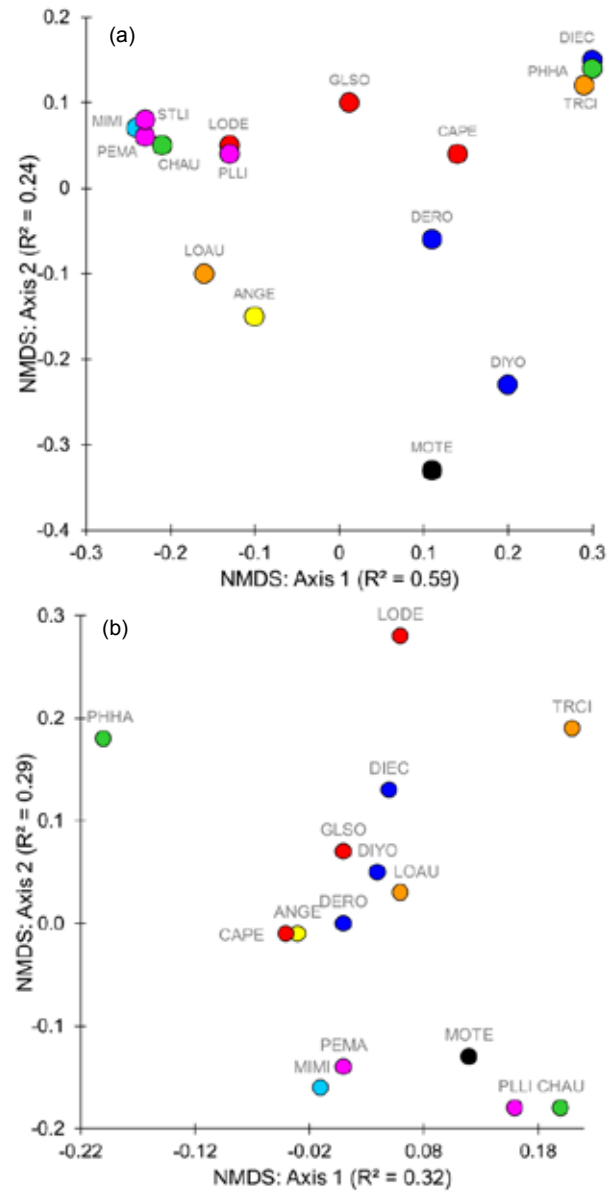 (a)
DIEC
PHHA
TRCI
GLSO
CAPE
STLI
MIMI
LODE
PEMA
CHAU
PLLI
DERO
LOAU
ANGE
DIYO
MOTE
0.2
0.1
0
-0.1
-0.2
-0.3
-0.4
NMDS: Axis 2 (R² = 0.24)
-0.3 -0.2 -0.1 0 0.1 0.2 0.3
NMDS: Axis 1 (R² = 0.59)
(b)
LODE
TRCI
PHHA
DIEC
GLSO
DIYO
LOAU
DERO
ANGE
CAPE
PEMA
MIMI
MOTE
PLLI CHAU
0.3
0.2
0.1
0.0
-0.1
-0.2
NMDS: Axis 2 (R² = 0.29)
-0.22 -0.12 -0.02 0.08 0.18
NMDS: Axis 1 (R² = 0.32)